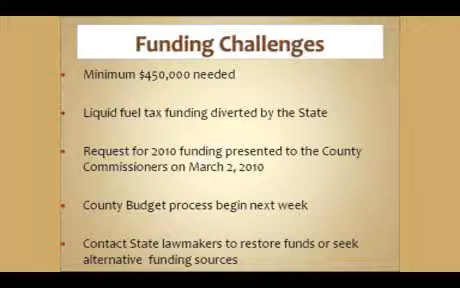 Funding Challenges
Minimum $450,000 needed
Liquid fuel tax funding diverted by the State
Request for 2010 funding presented to the County
Commissioners on March 2, 2010
County Budget process begin next week
Contact State lawmakers to restore funds or seek
alternative funding sources